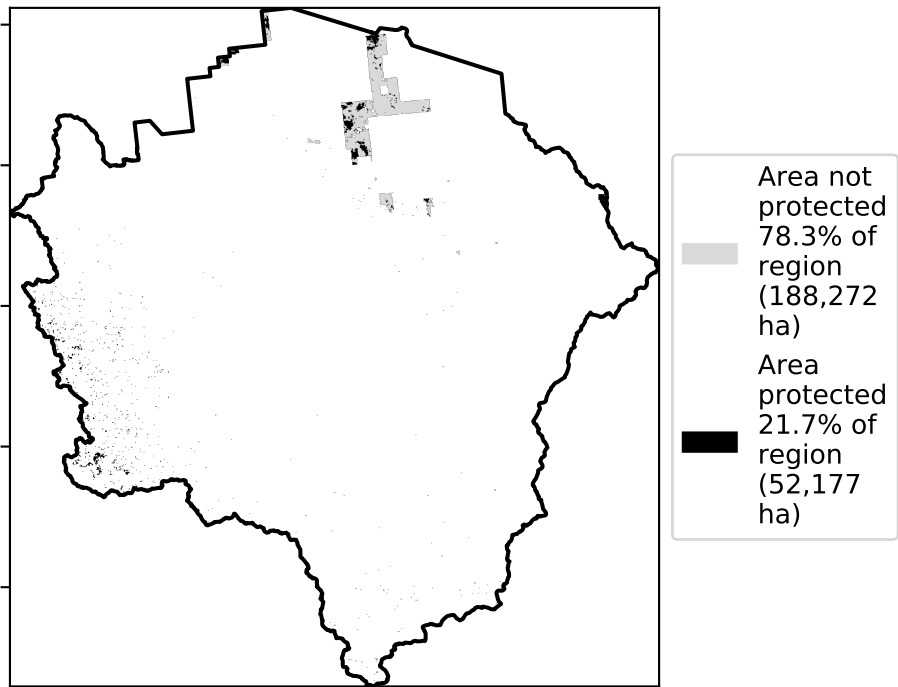 Area not
protected
78.3% of
region
(188,272
ha)
Area
protected
21.7% of
region
(52,177
ha)